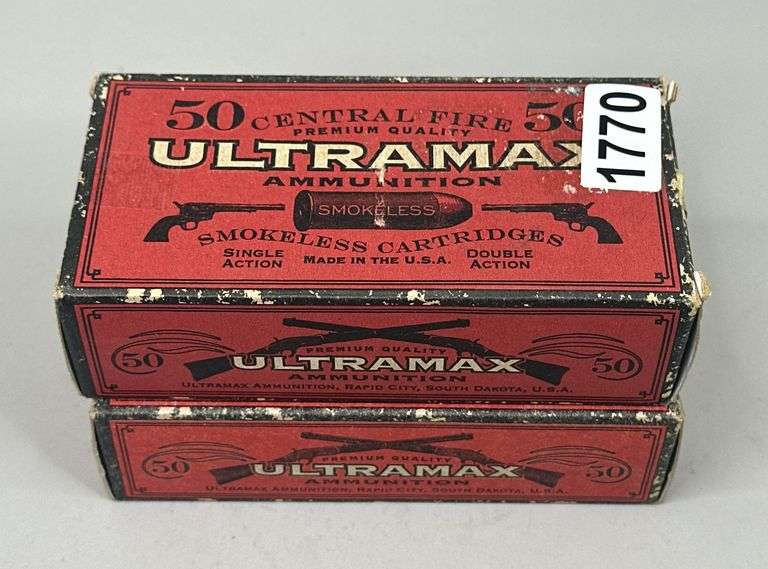 50 CENTRAL FIRE
PREMIUM QUALITY
ULTRAMAX
AMMUNITION
SMOKELESS
SMOKELESS CARTRIDGES
SINGLE ACTION
MADE IN THE U.S.A.
DOUBLE ACTION
1770
50
PREMIUM QUALITY
ULTRAMAX
50
AMMUNITION
ULTRAMAX AMMUNITION, RAPID CITY, SOUTH DAKOTA, U.S.A.
50
PREMIUM QUALITY
ULTRAMAX
50
AMMUNITION
ULTRAMAX AMMUNITION, RAPID CITY, SOUTH DAKOTA, U.S.A.